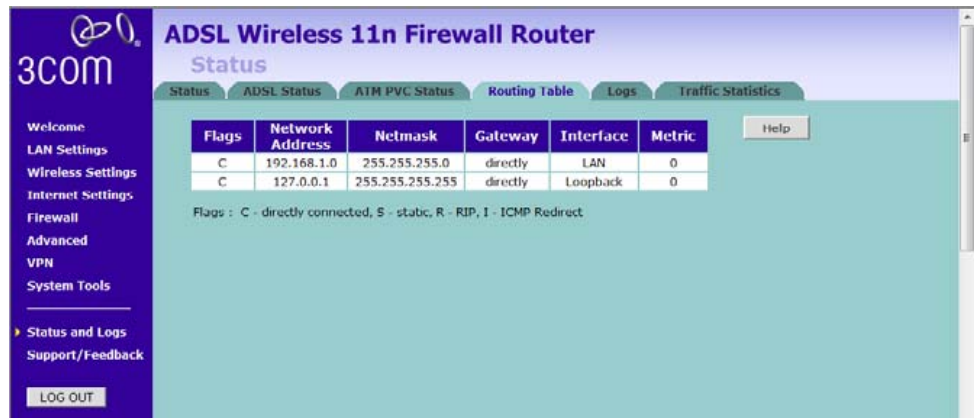 3COM
ADSL Wireless 11n Firewall Router
Status
Status ADSL Status ATM PVC Status Routing Table Logs Traffic Statistics
Welcome
LAN Settings
Wireless Settings
Internet Settings
Firewall
Advanced
VPN
System Tools
Status and Logs
Support/Feedback
LOG OUT
Flags Network Address Netmask Gateway Interface Metric
C 192.168.1.0 255.255.255.0 directly LAN 0
C 127.0.0.1 255.255.255.255 directly Loopback 0
Help
Flags : C - directly connected, S - static, R - RIP, I - ICMP Redirect